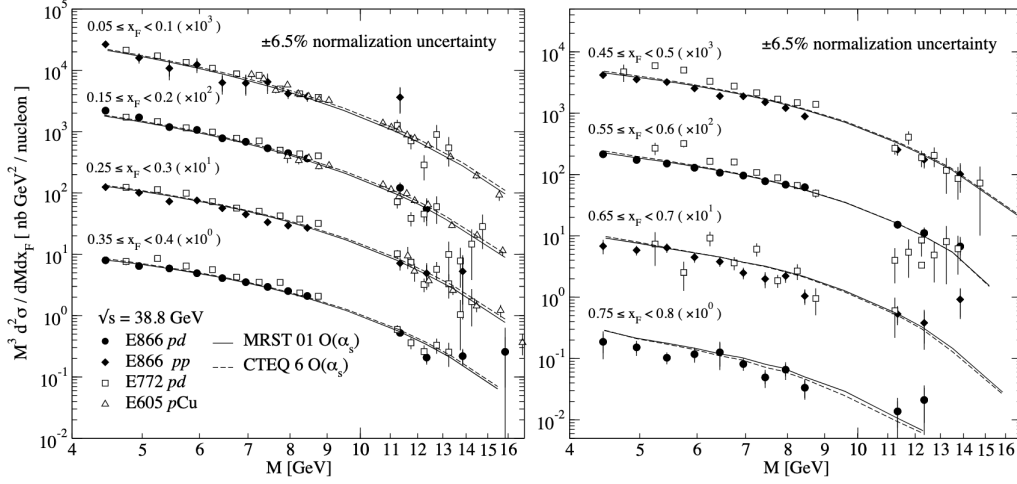 M³ d²σ / dMdx_F [ nb GeV² / nucleon ]
10⁵
10⁴
10³
10²
10¹
10⁰
10⁻¹
10⁻²
0.05 ≤ x_F < 0.1 (×10³)
±6.5% normalization uncertainty
0.15 ≤ x_F < 0.2 (×10²)
0.25 ≤ x_F < 0.3 (×10¹)
0.35 ≤ x_F < 0.4 (×10⁰)
√s = 38.8 GeV
E866 pd
E866 pp
E772 pd
E605 pCu
MRST 01 O(α_s)
CTEQ 6 O(α_s)
4 5 6 7 8 9 10 11 12 13 14 15 16
M [GeV]
0.45 ≤ x_F < 0.5 (×10³)
±6.5% normalization uncertainty
0.55 ≤ x_F < 0.6 (×10²)
0.65 ≤ x_F < 0.7 (×10¹)
0.75 ≤ x_F < 0.8 (×10⁰)
10⁵
10⁴
10³
10²
10¹
10⁰
10⁻¹
10⁻²
4 5 6 7 8 9 10 11 12 13 14 15 16
M [GeV]